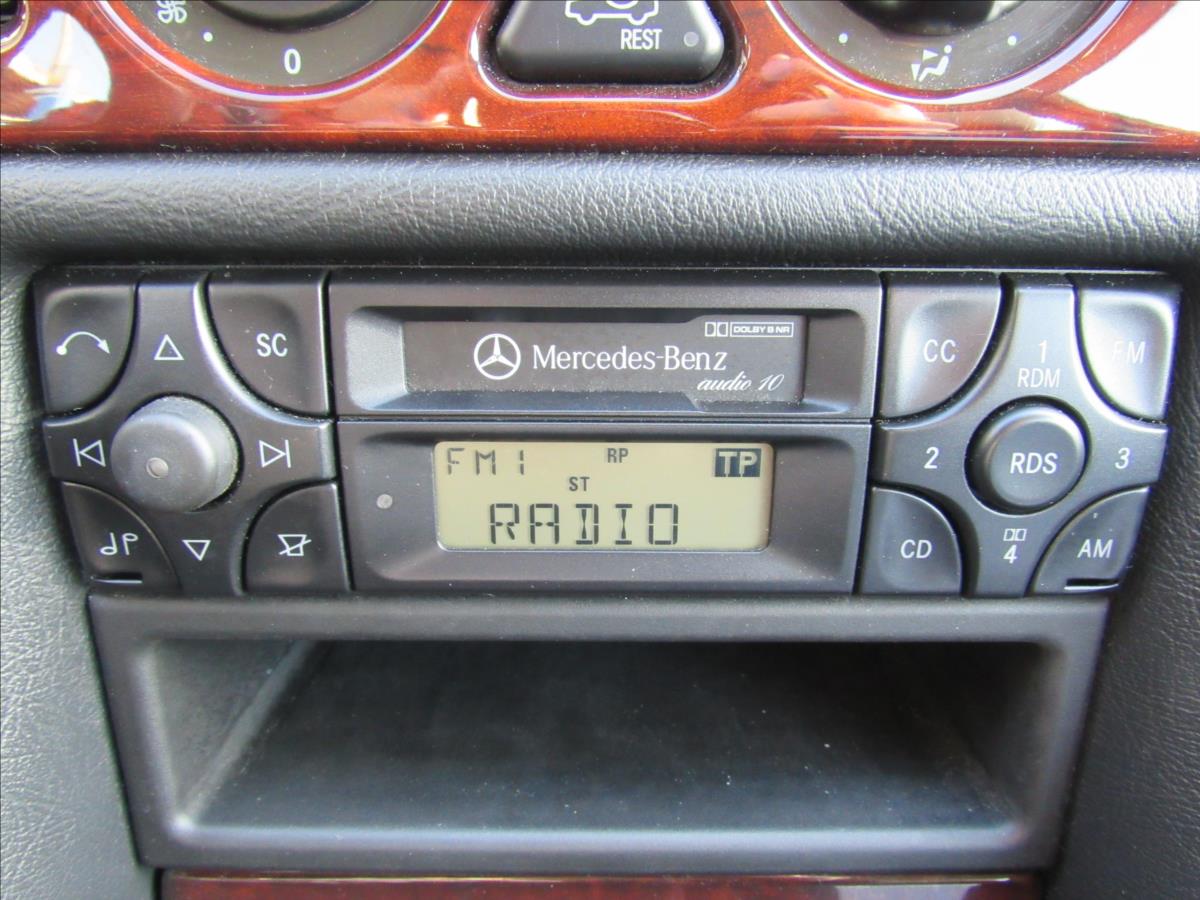 0
REST
SC
DOLBY B NR
Mercedes-Benz
audio 10
CC
1
RDM
FM
FM1
RP
TP
ST
RADIO
2
RDS
3
CD
4
AM